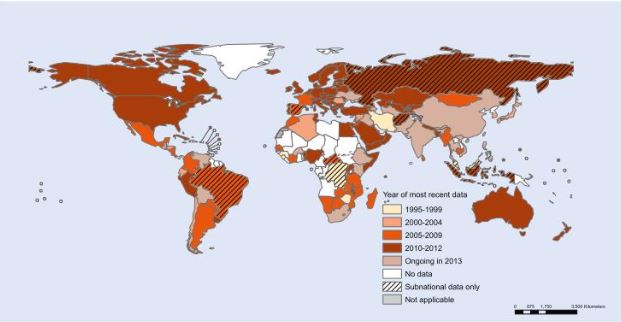 Year of most recent data
1995-1999
2000-2004
2005-2009
2010-2012
Ongoing in 2013
No data
Subnational data only
Not applicable
0 875 1,750 3,500 Kilometers